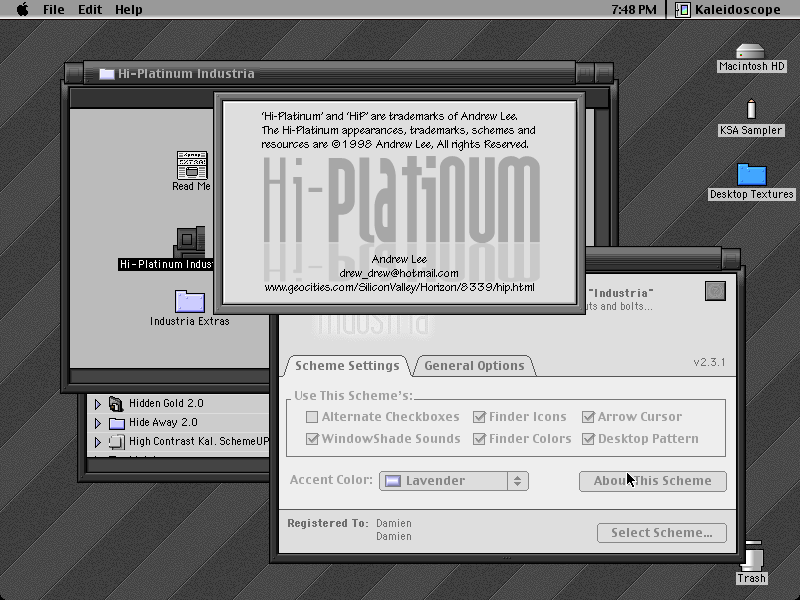 File Edit Help
7:48 PM
Kaleidoscope
Hi-Platinum Industria
Macintosh HD
KSA Sampler
Desktop Textures
Read Me
Hi-Platinum
Industria Extras
'Hi-Platinum' and 'HiP' are trademarks of Andrew Lee.
The Hi-Platinum appearances, trademarks, schemes and
resources are ©1998 Andrew Lee, All rights Reserved.
Hi-Platinum
Andrew Lee
drew_drew@hotmail.com
www.geocities.com/SiliconValley/Horizon/8339/hip.html
"Industria"
and bolts...
Industria
v2.3.1
Scheme Settings
General Options
Use This Scheme's:
Alternate Checkboxes
Finder Icons
Arrow Cursor
WindowShade Sounds
Finder Colors
Desktop Pattern
Accent Color:
Lavender
About This Scheme
Registered To: Damien
Damien
Select Scheme...
Hidden Gold 2.0
Hide Away 2.0
High Contrast Kal. SchemeUP
Trash